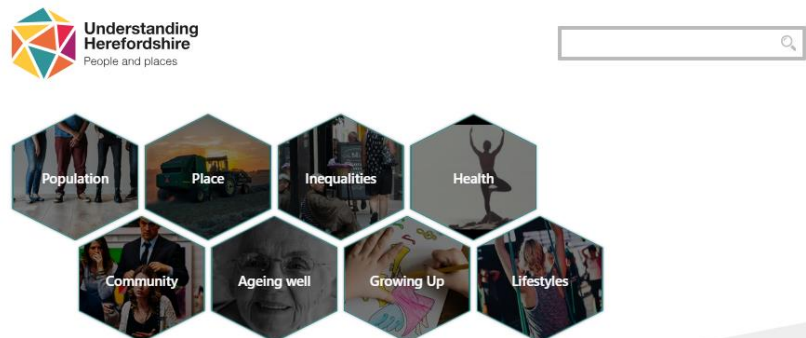 Understanding
Herefordshire
People and places
Population
Place
Inequalities
Health
Community
Ageing well
Growing Up
Lifestyles